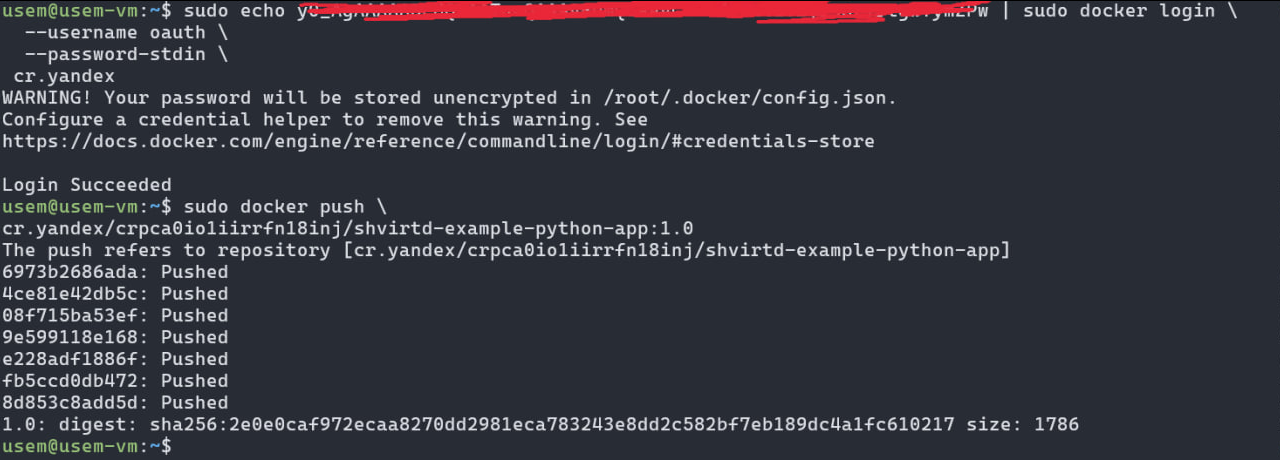 usem@usem-vm:~$ sudo echo | sudo docker login \
--username oauth \
--password-stdin \
cr.yandex
WARNING! Your password will be stored unencrypted in /root/.docker/config.json.
Configure a credential helper to remove this warning. See
https://docs.docker.com/engine/reference/commandline/login/#credentials-store
Login Succeeded
usem@usem-vm:~$ sudo docker push \
cr.yandex/crpca0io1iirrfn18inj/shvirtd-example-python-app:1.0
The push refers to repository [cr.yandex/crpca0io1iirrfn18inj/shvirtd-example-python-app]
6973b2686ada: Pushed
4ce81e42db5c: Pushed
08f715ba53ef: Pushed
9e599118e168: Pushed
e228adf1886f: Pushed
fb5ccd0db472: Pushed
8d853c8add5d: Pushed
1.0: digest: sha256:2e0e0caf972ecaa8270dd2981eca783243e8dd2c582bf7eb189dc4a1fc610217 size: 1786
usem@usem-vm:~$